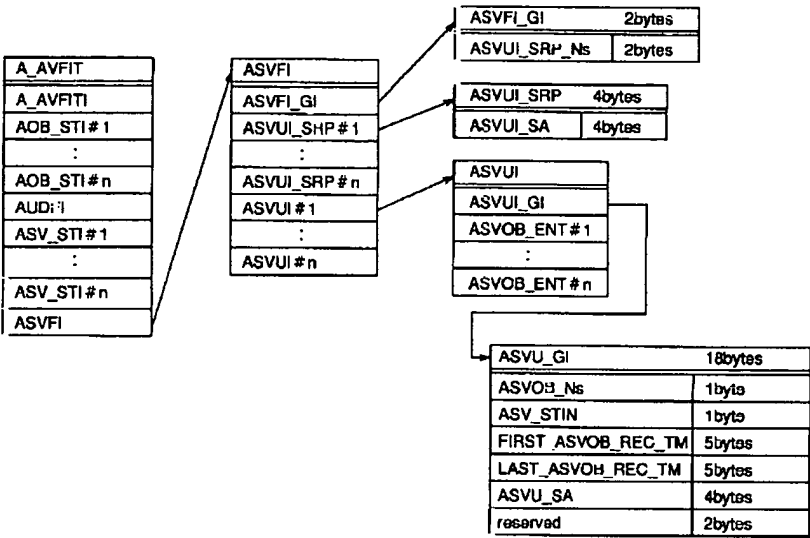 A_AVFIT
A_AVFITI
AOB_STI#1
:
AOB_STI#n
AUDFI
ASV_STI#1
:
ASV_STI#n
ASVFI
ASVFI
ASVFI_GI
ASVUI_SRP#1
:
ASVUI_SRP#n
ASVUI#1
:
ASVUI#n
ASVFI_GI 2bytes
ASVUI_SRP_Ns 2bytes
ASVUI_SRP 4bytes
ASVUI_SA 4bytes
ASVUI
ASVUI_GI
ASVOB_ENT#1
:
ASVOB_ENT#n
ASVU_GI 18bytes
ASVOB_Ns 1byte
ASV_STIN 1byte
FIRST_ASVOB_REC_TM 5bytes
LAST_ASVOB_REC_TM 5bytes
ASVU_SA 4bytes
reserved 2bytes